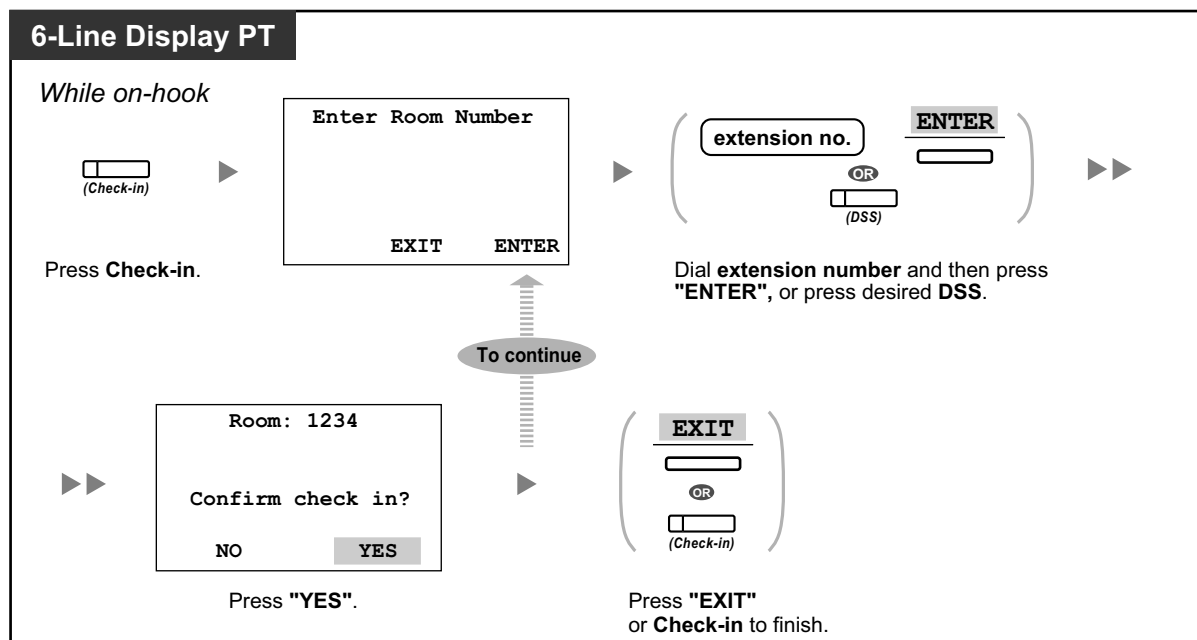 6-Line Display PT
While on-hook
(Check-in)
Press Check-in.
Enter Room Number
EXIT ENTER
extension no.
OR
(DSS)
ENTER
Dial extension number and then press
"ENTER", or press desired DSS.
To continue
Room: 1234
Confirm check in?
NO YES
Press "YES".
EXIT
OR
(Check-in)
Press "EXIT"
or Check-in to finish.